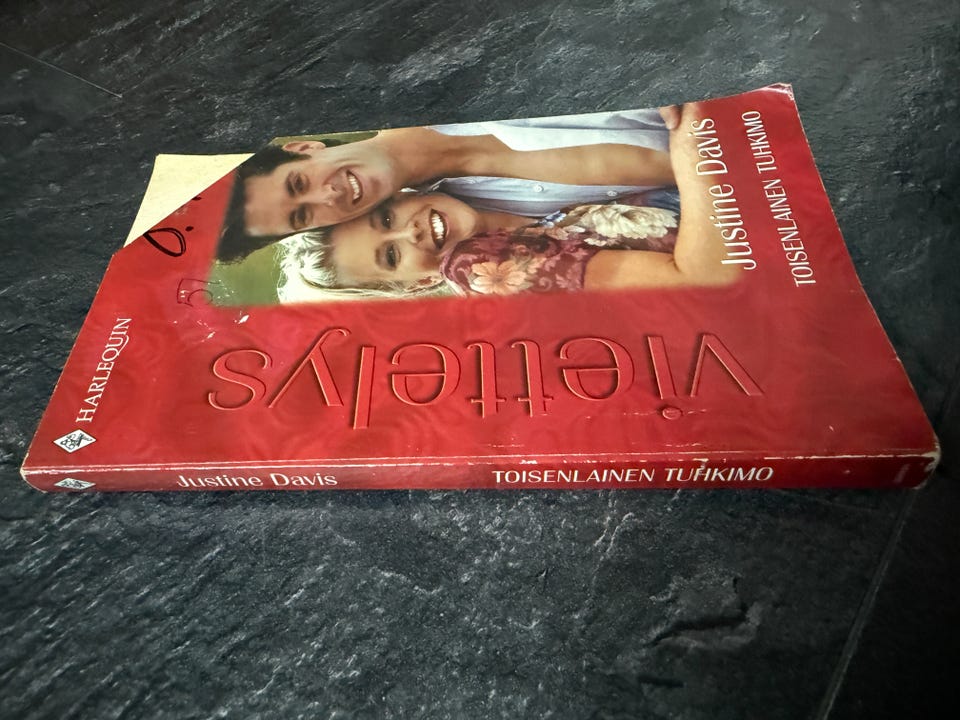 HARLEQUIN
viettelys
Justine Davis
TOISENLAINEN TUHKIMO
Justine Davis
TOISENLAINEN TUHKIMO